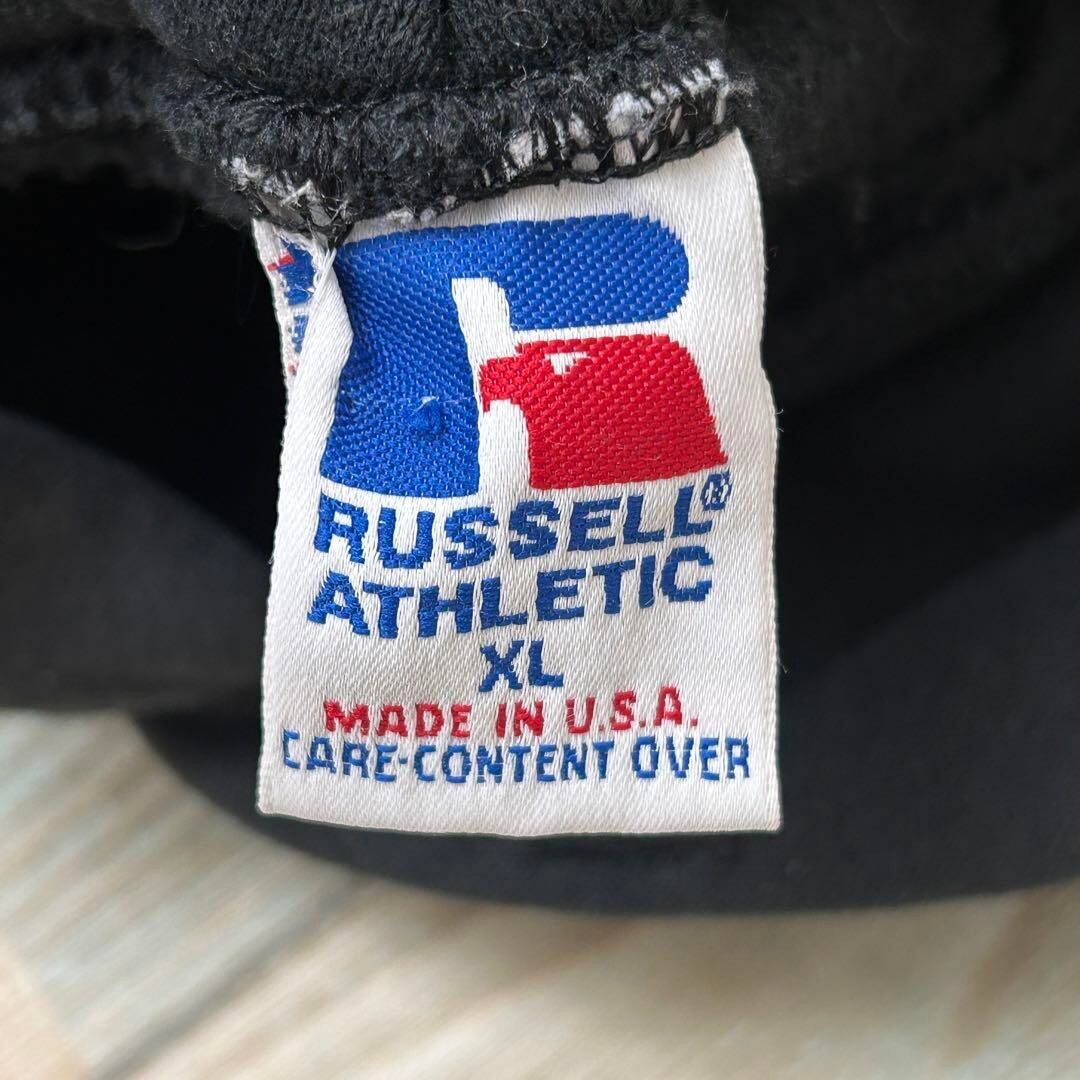 RUSSELL®
ATHLETIC
XL
MADE IN U.S.A.
CARE-CONTENT OVER